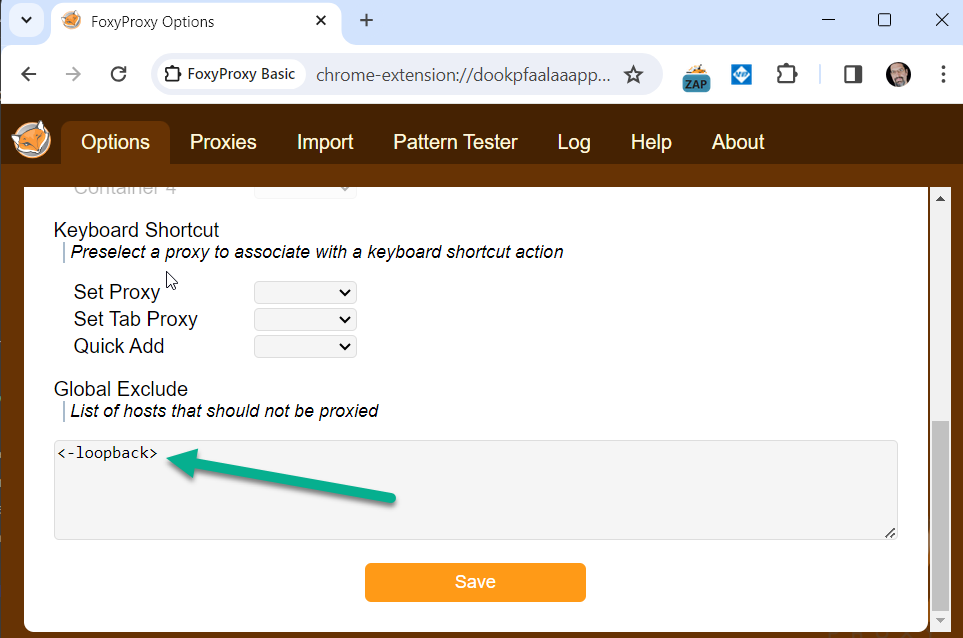 FoxyProxy Options
FoxyProxy Basic
chrome-extension://dookpfaalaaapp...
ZAP
Options
Proxies
Import
Pattern Tester
Log
Help
About
Container 4
Keyboard Shortcut
Preselect a proxy to associate with a keyboard shortcut action
Set Proxy
Set Tab Proxy
Quick Add
Global Exclude
List of hosts that should not be proxied
<-loopback>
Save